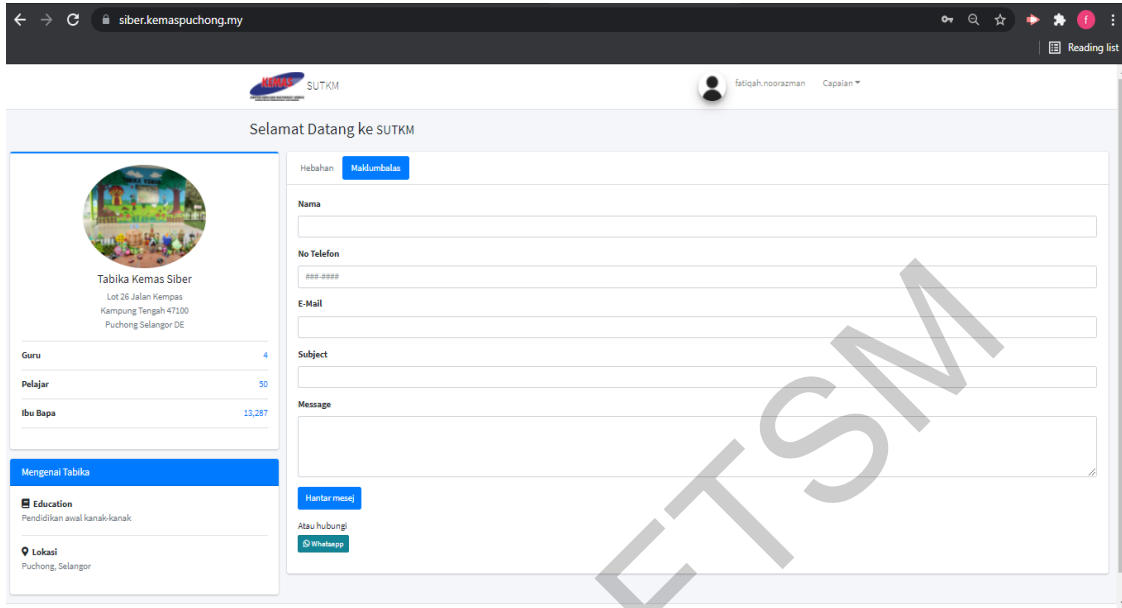 siber.kemaspuchong.my
f
Reading list
KEMAS SUTKM
fatiqah.noorazman Capaian
Selamat Datang ke SUTKM
Tabika Kemas Siber
Lot 26 Jalan Kempas
Kampung Tengah 47100
Puchong Selangor DE
Guru 4
Pelajar 50
Ibu Bapa 13,287
Mengenai Tabika
Education
Pendidikan awal kanak-kanak
Lokasi
Puchong, Selangor
Hebahan Maklumbalas
Nama
No Telefon
###-####
E-Mail
Subject
Message
Hantar mesej
Atau hubungi
Whatsapp
ETSM